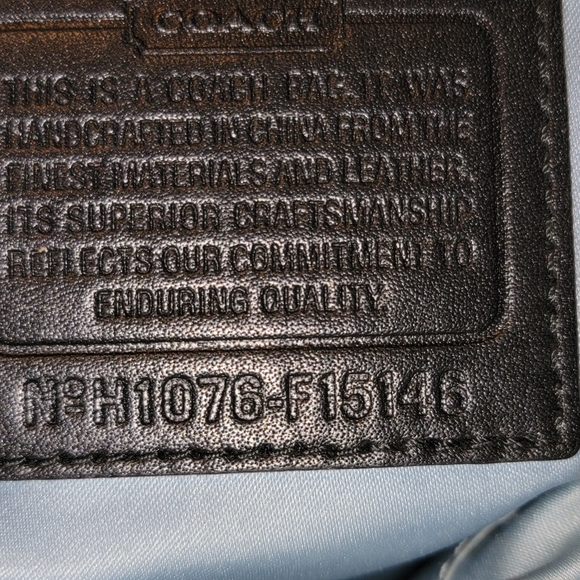 COACH
THIS IS A COACH BAG. IT WAS
HANDCRAFTED IN CHINA FROM THE
FINEST MATERIALS AND LEATHER.
ITS SUPERIOR CRAFTSMANSHIP
REFLECTS OUR COMMITMENT TO
ENDURING QUALITY.
Nº H1076-F15146